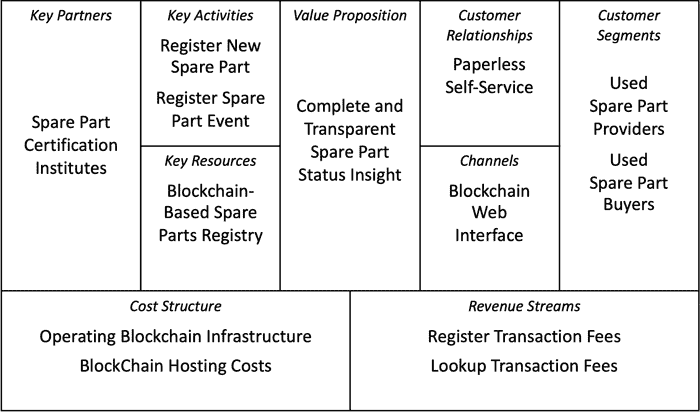 Key Partners
Spare Part
Certification
Institutes
Key Activities
Register New
Spare Part
Register Spare
Part Event
Key Resources
Blockchain-
Based Spare
Parts Registry
Value Proposition
Complete and
Transparent
Spare Part
Status Insight
Customer
Relationships
Paperless
Self-Service
Channels
Blockchain
Web
Interface
Customer
Segments
Used
Spare Part
Providers
Used
Spare Part
Buyers
Cost Structure
Operating Blockchain Infrastructure
BlockChain Hosting Costs
Revenue Streams
Register Transaction Fees
Lookup Transaction Fees